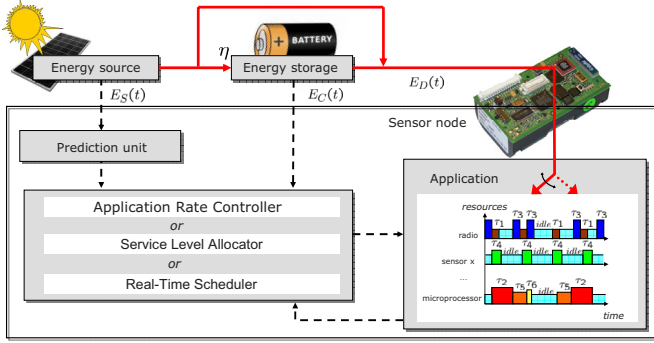 BATTERY
η
Energy source
Energy storage
E_S(t)
E_C(t)
E_D(t)
Sensor node
Prediction unit
Application Rate Controller
or
Service Level Allocator
or
Real-Time Scheduler
Application
resources
τ1 τ3 τ3 idle τ1 τ3 τ1 τ3
radio
τ4 idle τ4 idle τ4 idle τ4
sensor x
...
τ2 τ5 τ6 idle τ5 τ2
microprocessor
time